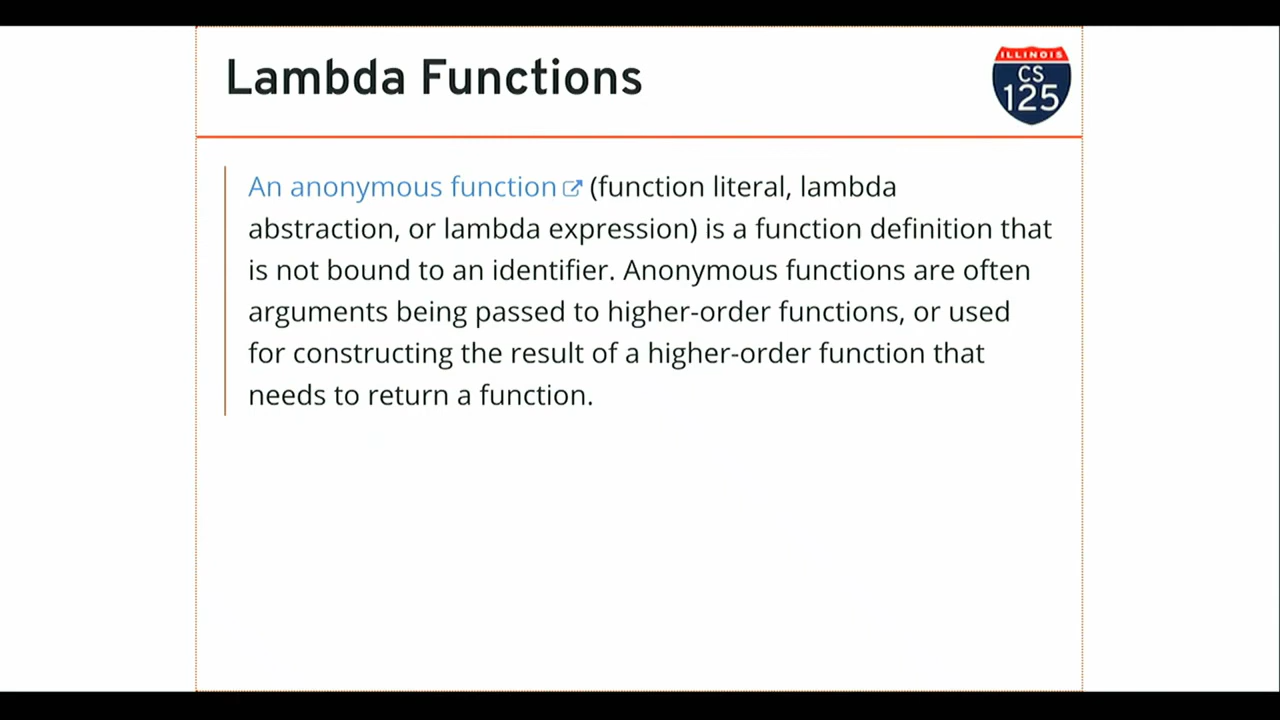 Lambda Functions
ILLINOIS
CS
125
An anonymous function (function literal, lambda
abstraction, or lambda expression) is a function definition that
is not bound to an identifier. Anonymous functions are often
arguments being passed to higher-order functions, or used
for constructing the result of a higher-order function that
needs to return a function.